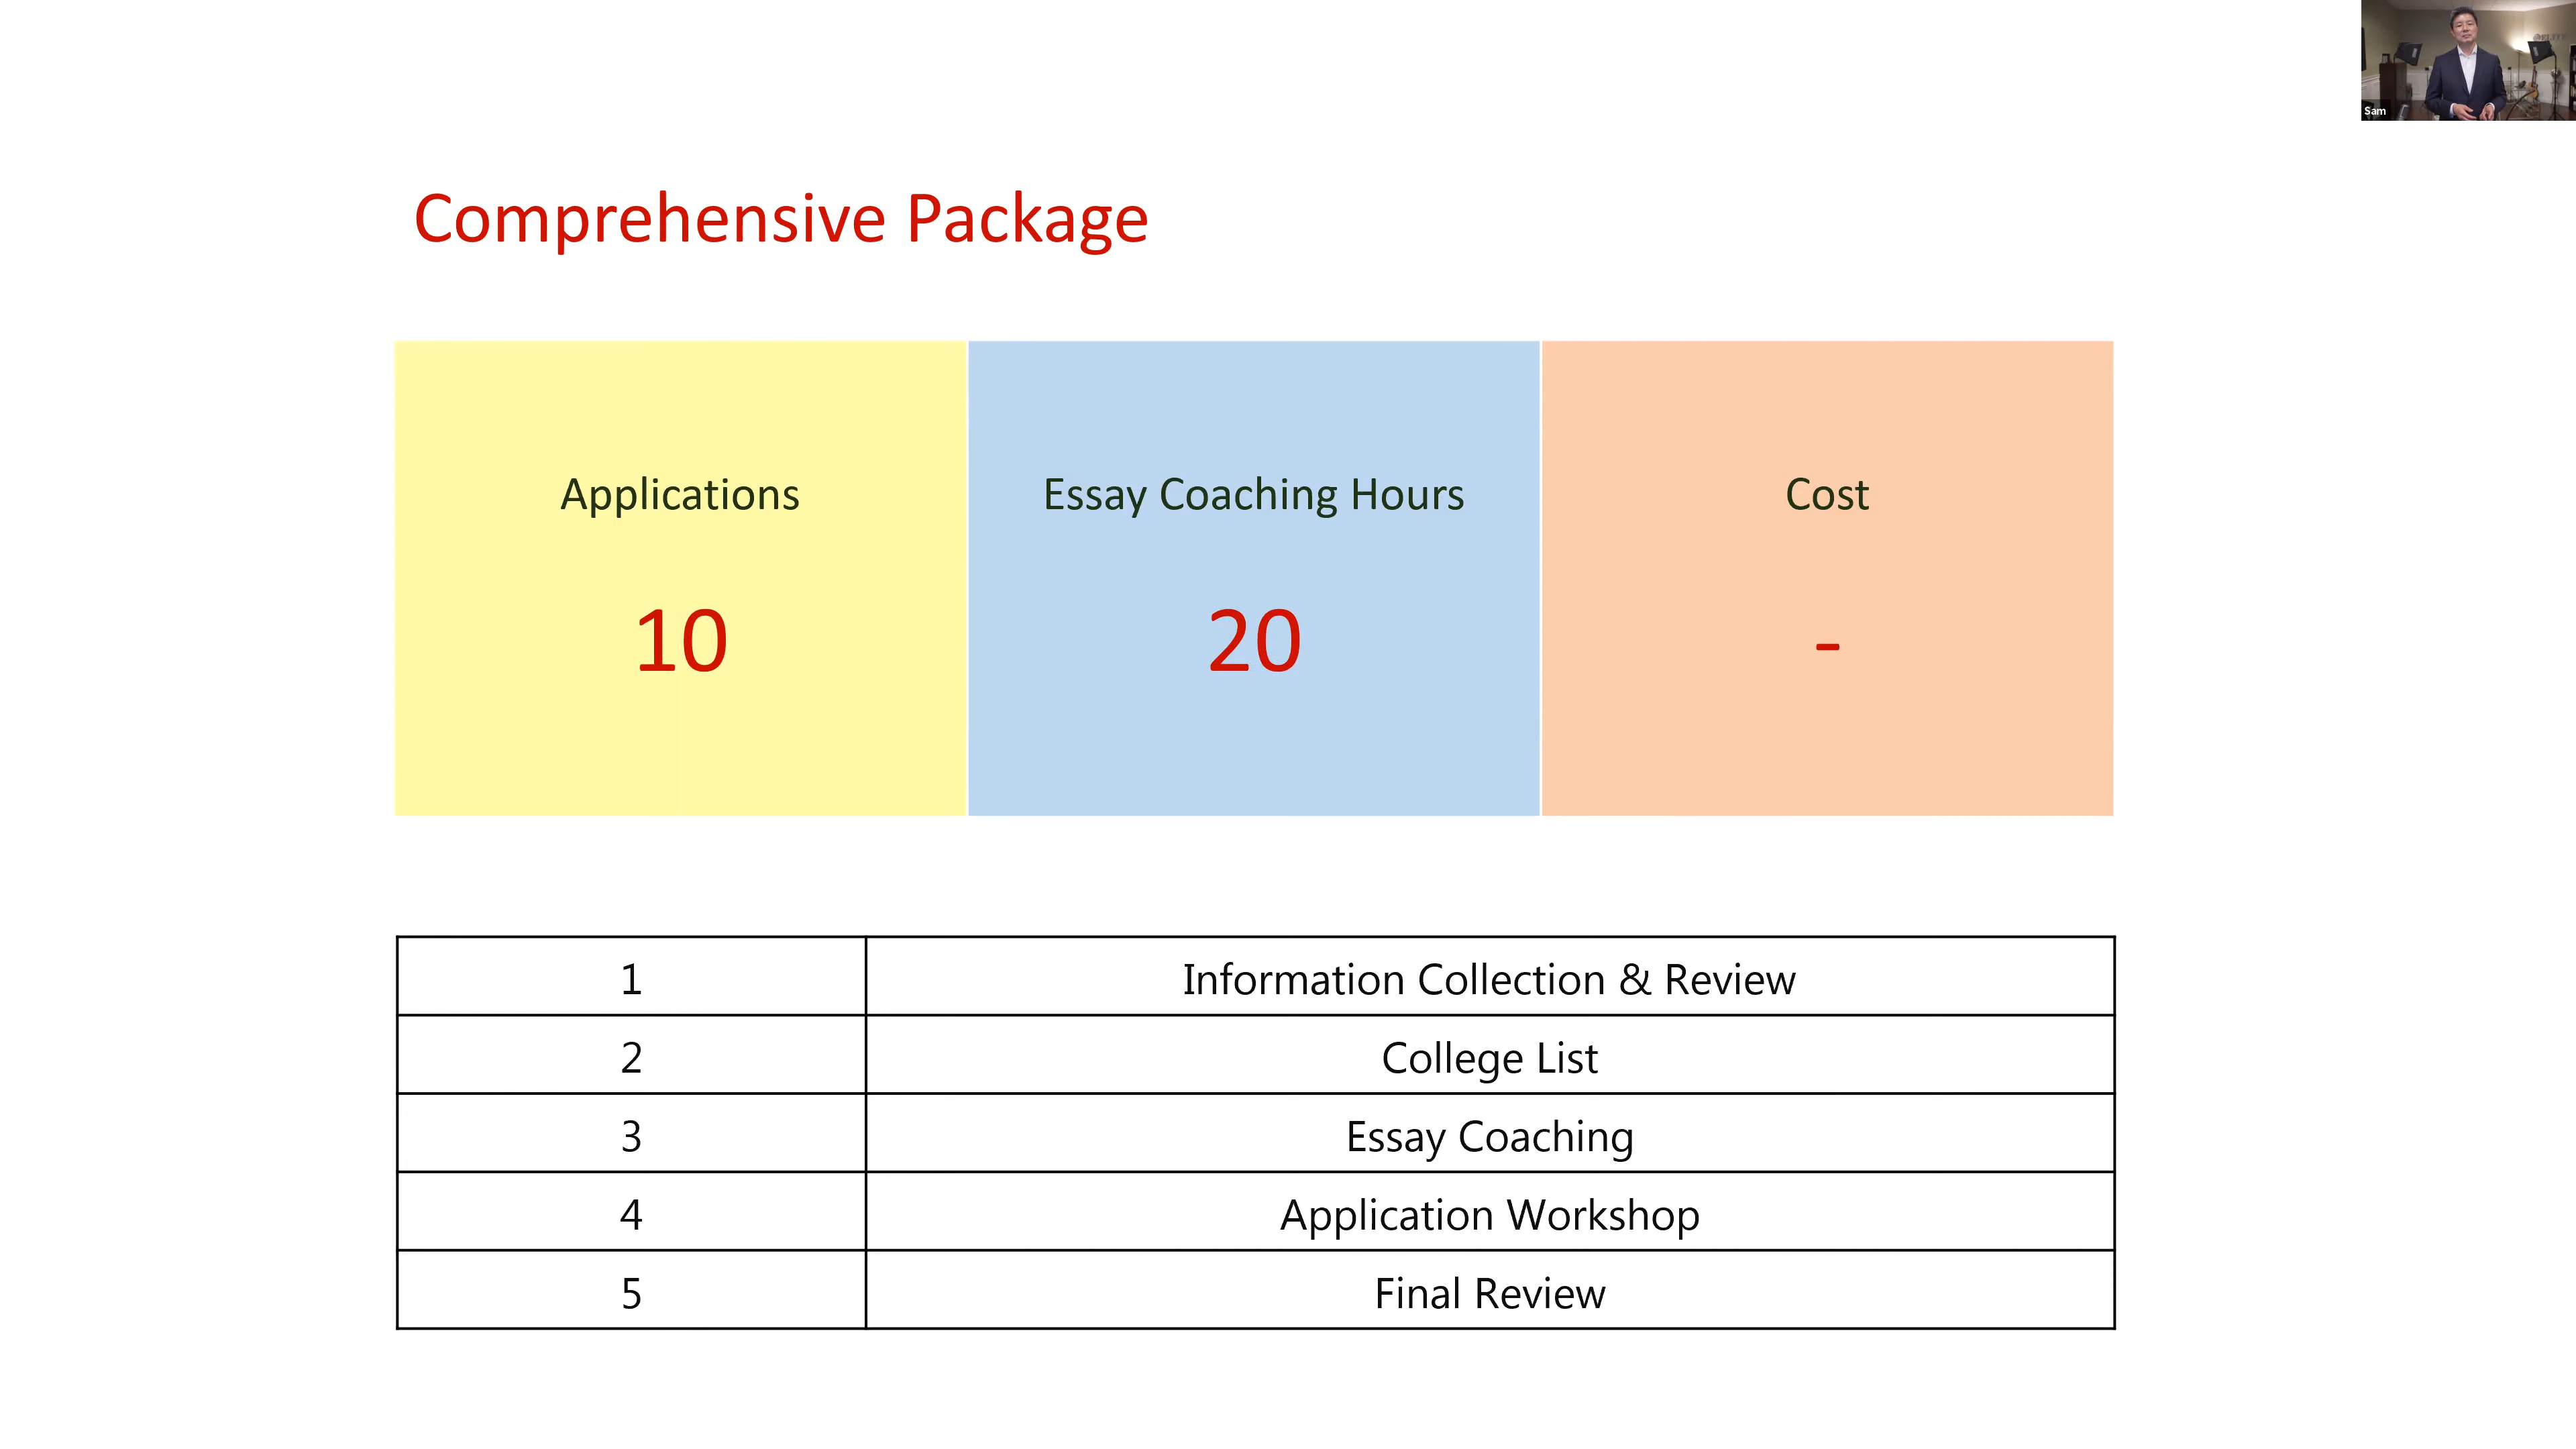 Sam
Comprehensive Package
Applications
10
Essay Coaching Hours
20
Cost
-
1 Information Collection & Review
2 College List
3 Essay Coaching
4 Application Workshop
5 Final Review